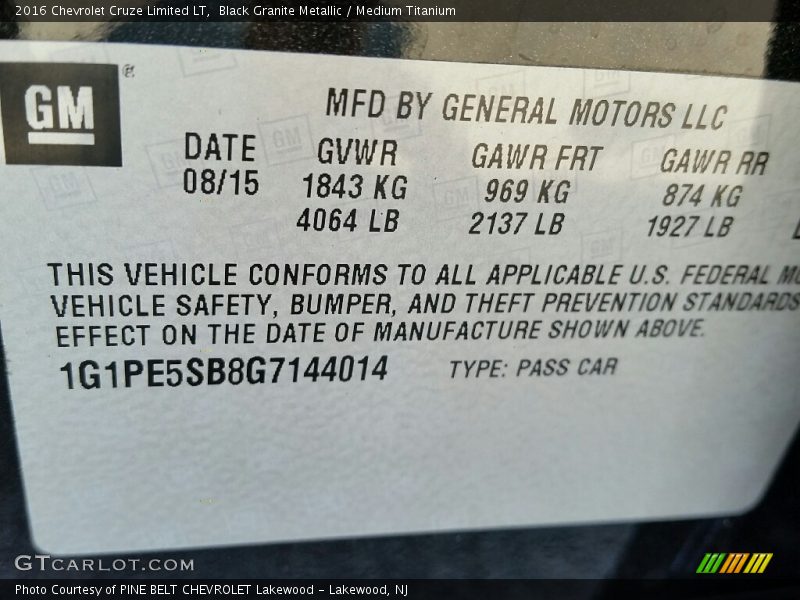 2016 Chevrolet Cruze Limited LT, Black Granite Metallic / Medium Titanium
GM
®
MFD BY GENERAL MOTORS LLC
DATE GVWR GAWR FRT GAWR RR
08/15 1843 KG 969 KG 874 KG
4064 LB 2137 LB 1927 LB
THIS VEHICLE CONFORMS TO ALL APPLICABLE U.S. FEDERAL
VEHICLE SAFETY, BUMPER, AND THEFT PREVENTION STANDARDS
EFFECT ON THE DATE OF MANUFACTURE SHOWN ABOVE.
1G1PE5SB8G7144014 TYPE: PASS CAR
GTCARLOT.COM
Photo Courtesy of PINE BELT CHEVROLET Lakewood - Lakewood, NJ